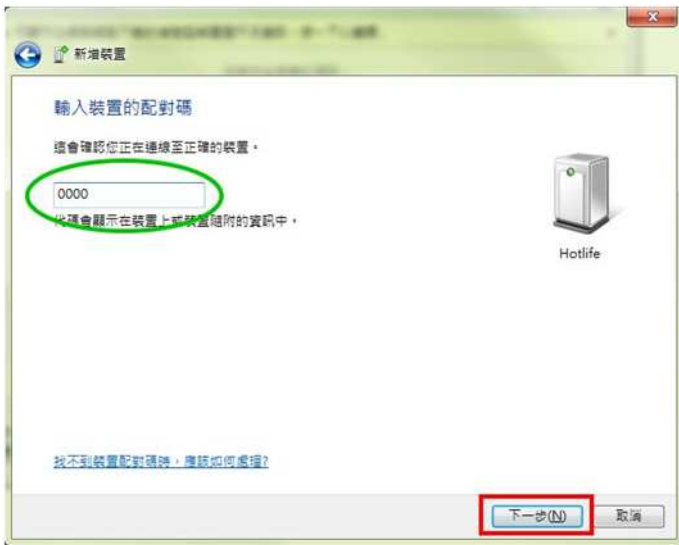 新增裝置
輸入裝置的配對碼
這會確認您正在連線至正確的裝置。
0000
代碼會顯示在裝置上或裝置隨附的資訊中。
Hotlife
找不到裝置配對碼時，應該如何處理?
下一步(N)
取消